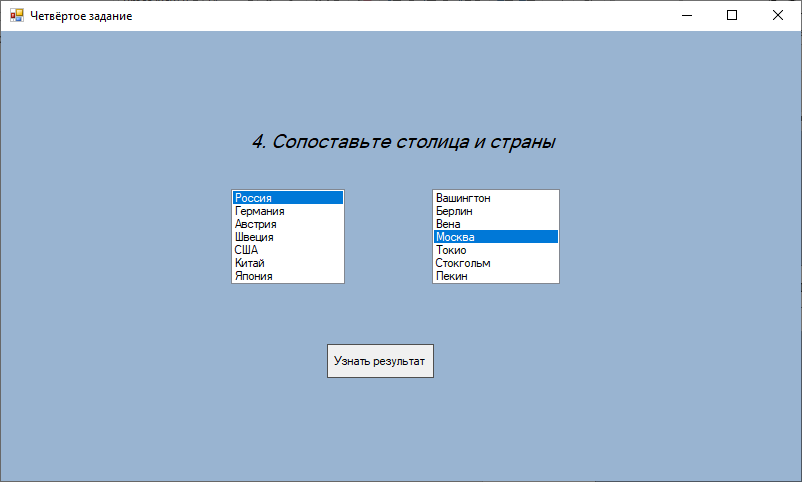 Четвёртое задание
4. Сопоставьте столица и страны
Россия
Германия
Австрия
Швеция
США
Китай
Япония
Вашингтон
Берлин
Вена
Москва
Токио
Стокгольм
Пекин
Узнать результат